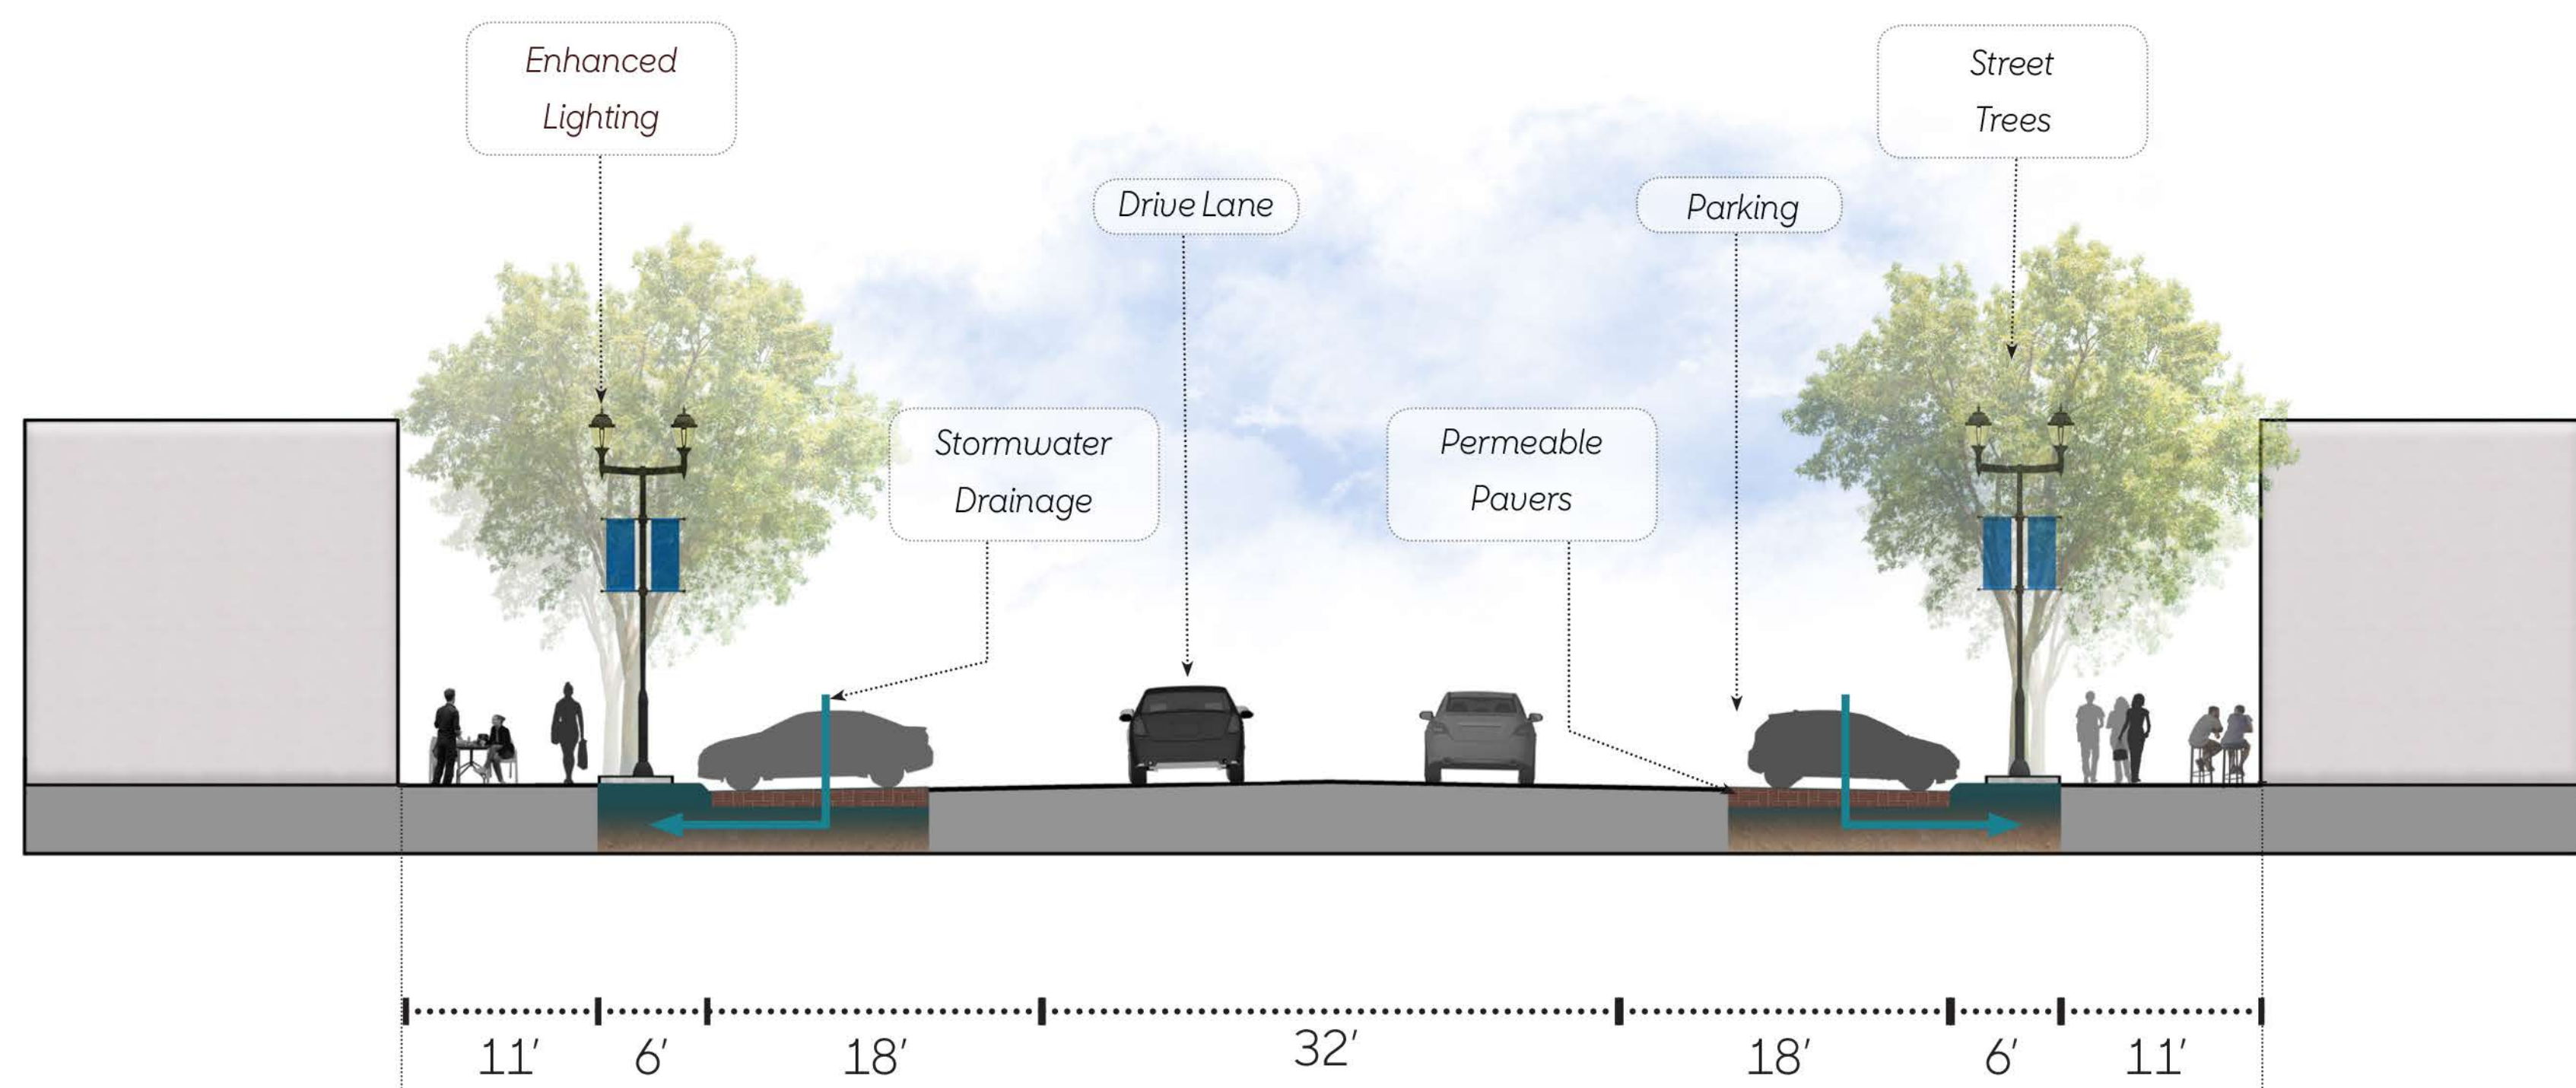 Enhanced
Lighting
Street
Trees
Drive Lane
Parking
Stormwater
Drainage
Permeable
Pavers
11′
6′
18′
32′
18′
6′
11′